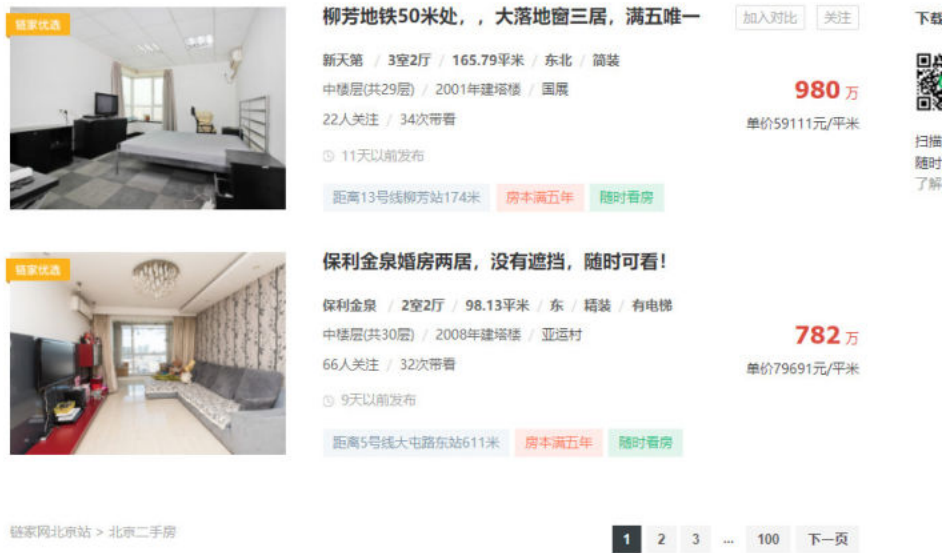 链家优选
柳芳地铁50米处，，大落地窗三居，满五唯一
加入对比 关注
新天第 / 3室2厅 / 165.79平米 / 东北 / 简装
中楼层(共29层) / 2001年建塔楼 / 国展
980 万
22人关注 / 34次带看
单价59111元/平米
11天以前发布
距离13号线柳芳站174米 房本满五年 随时看房
链家优选
保利金泉婚房两居，没有遮挡，随时可看！
保利金泉 / 2室2厅 / 98.13平米 / 东 / 精装 / 有电梯
中楼层(共30层) / 2008年建塔楼 / 亚运村
782 万
66人关注 / 32次带看
单价79691元/平米
9天以前发布
距离5号线大屯路东站611米 房本满五年 随时看房
链家网北京站 > 北京二手房
1 2 3 ... 100 下一页
下载
扫描
随时
了解